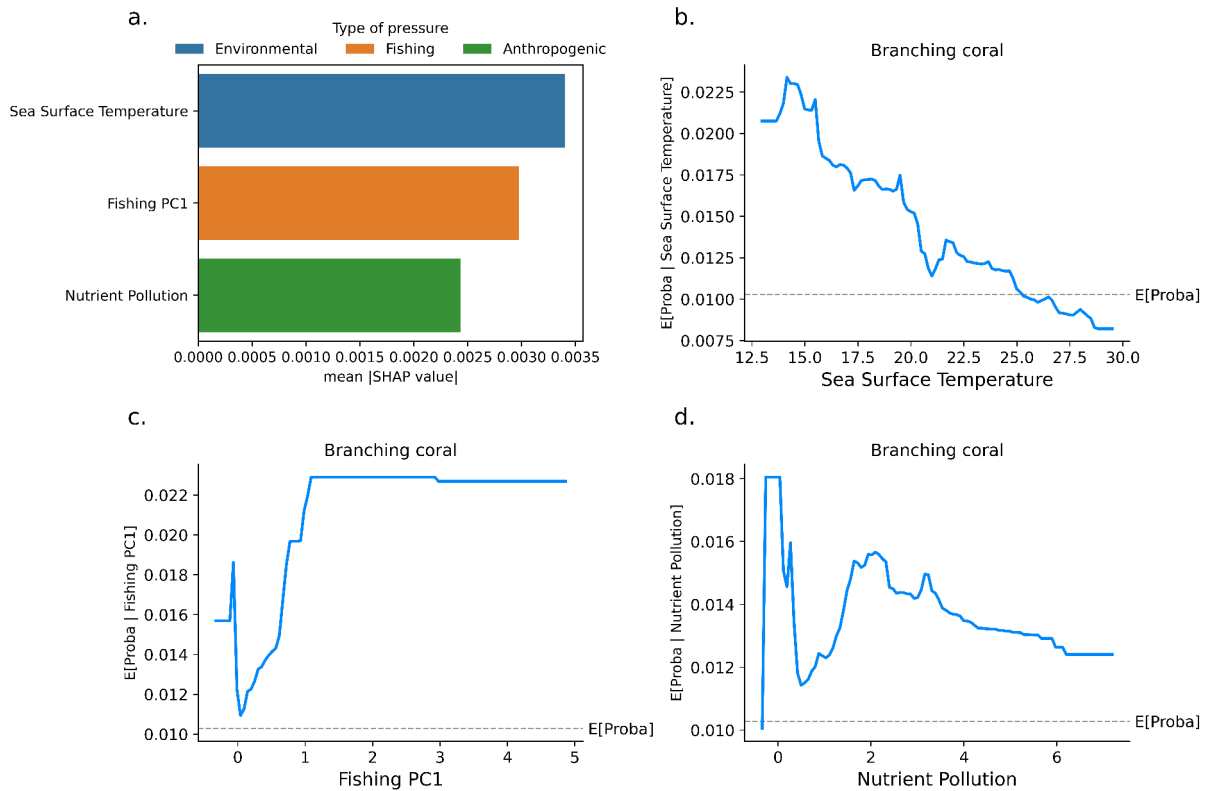 a.
Type of pressure
Environmental Fishing Anthropogenic
Sea Surface Temperature
Fishing PC1
Nutrient Pollution
0.0000 0.0005 0.0010 0.0015 0.0020 0.0025 0.0030 0.0035
mean |SHAP value|
b.
Branching coral
E[Proba | Sea Surface Temperature]
0.0225
0.0200
0.0175
0.0150
0.0125
0.0100
0.0075
E[Proba]
12.5 15.0 17.5 20.0 22.5 25.0 27.5 30.0
Sea Surface Temperature
c.
Branching coral
E[Proba | Fishing PC1]
0.022
0.020
0.018
0.016
0.014
0.012
0.010
E[Proba]
0 1 2 3 4 5
Fishing PC1
d.
Branching coral
E[Proba | Nutrient Pollution]
0.018
0.016
0.014
0.012
0.010
E[Proba]
0 2 4 6
Nutrient Pollution